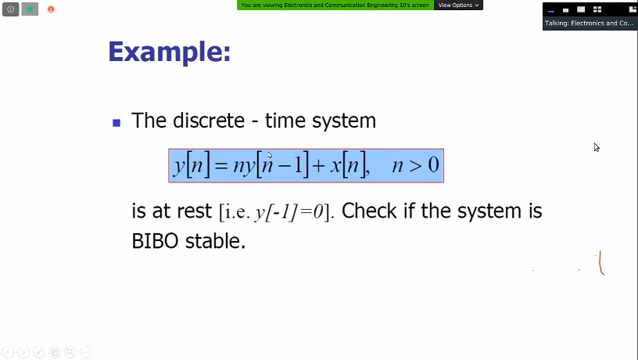 You are viewing Electronics and Communication Engineering 10's screen
View Options
Talking: Electronics and Co...
Example:
The discrete - time system
y[n] = ny[n−1] + x[n],   n > 0
is at rest [i.e. y[-1]=0]. Check if the system is
BIBO stable.